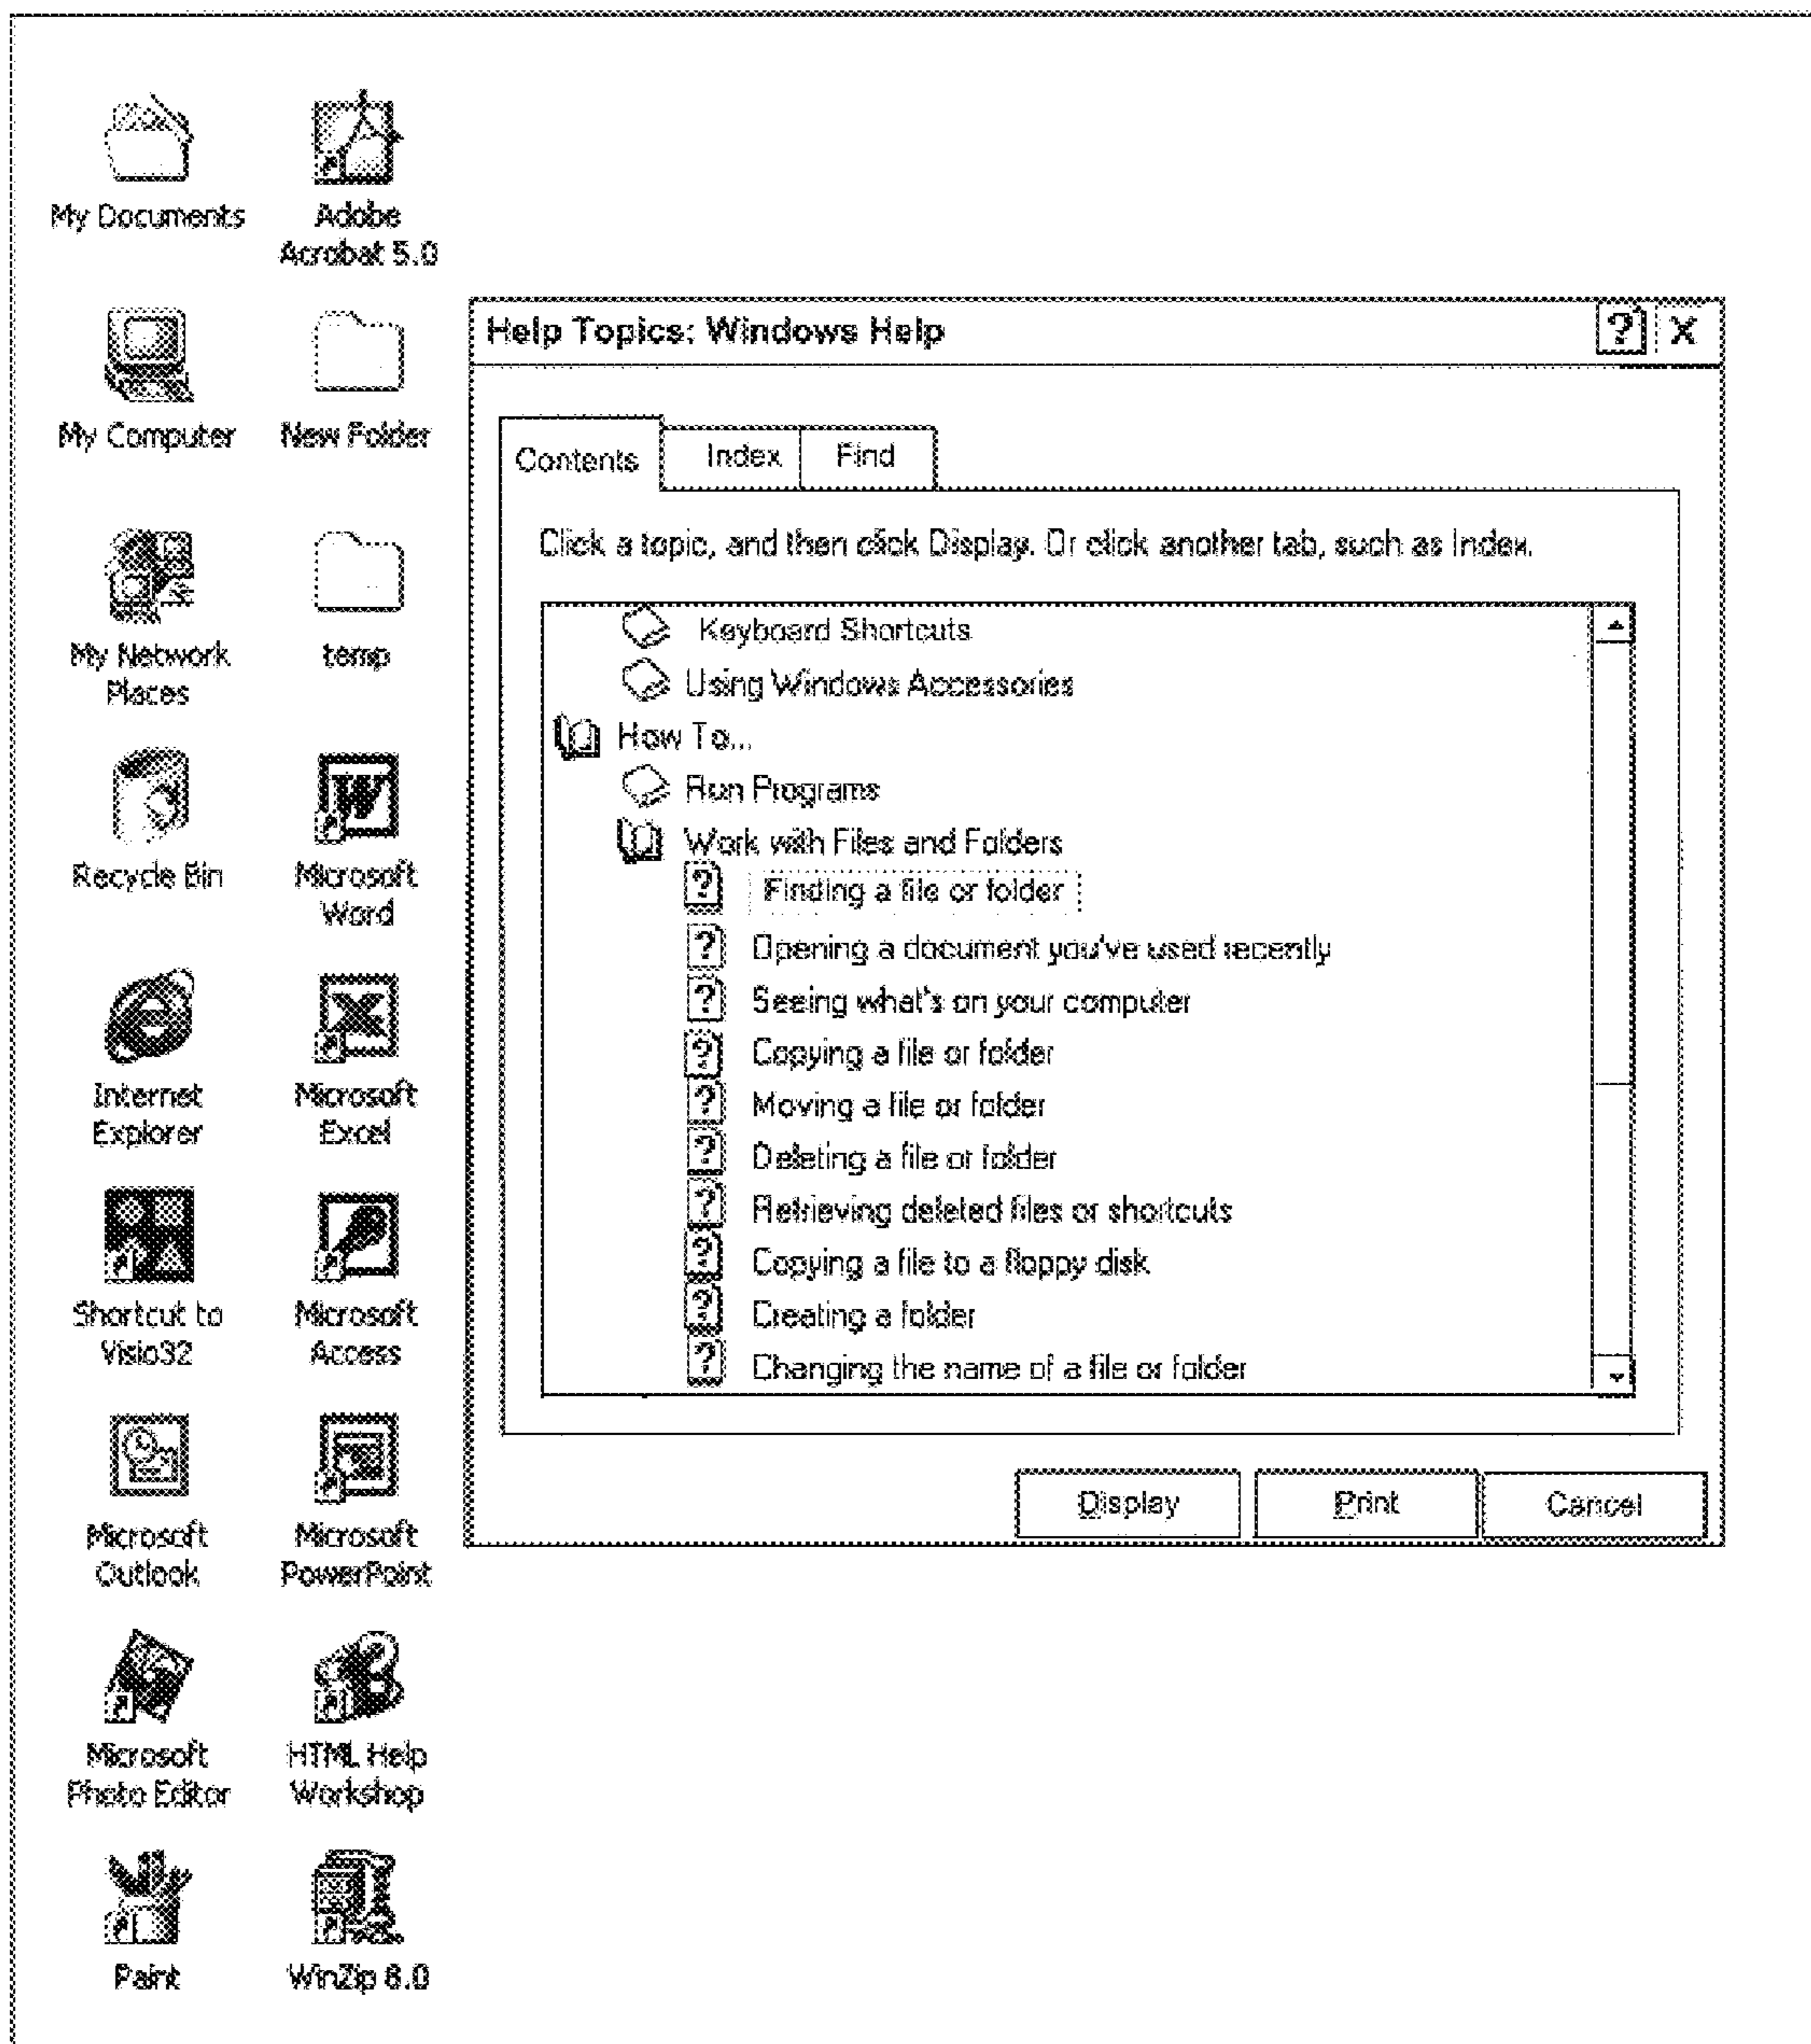 My Documents
Adobe
Acrobat 5.0
My Computer
New Folder
My Network
Places
temp
Recycle Bin
Microsoft
Word
Internet
Explorer
Microsoft
Excel
Shortcut to
Visio32
Microsoft
Access
Microsoft
Outlook
Microsoft
PowerPoint
Microsoft
Photo Editor
HTML Help
Workshop
Paint
WinZip 8.0
Help Topics: Windows Help
? X
Contents
Index
Find
Click a topic, and then click Display. Or click another tab, such as Index.
Keyboard Shortcuts
Using Windows Accessories
How To...
Run Programs
Work with Files and Folders
? Finding a file or folder
? Opening a document you've used recently
? Seeing what's on your computer
? Copying a file or folder
? Moving a file or folder
? Deleting a file or folder
? Retrieving deleted files or shortcuts
? Copying a file to a floppy disk
? Creating a folder
? Changing the name of a file or folder
Display
Print
Cancel